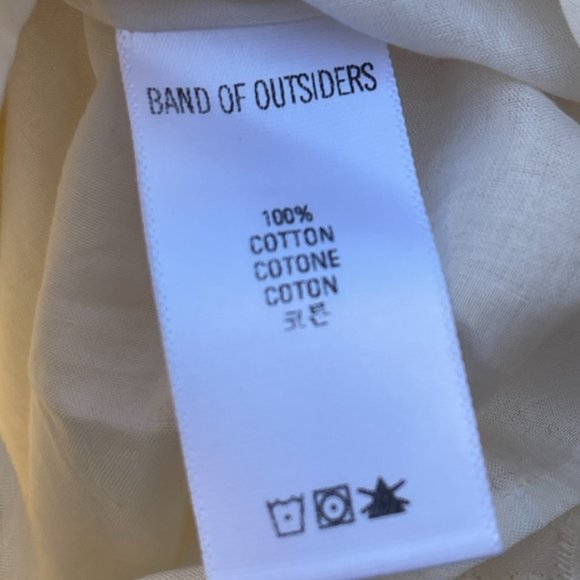 BAND OF OUTSIDERS
100%
COTTON
COTONE
COTON
코튼